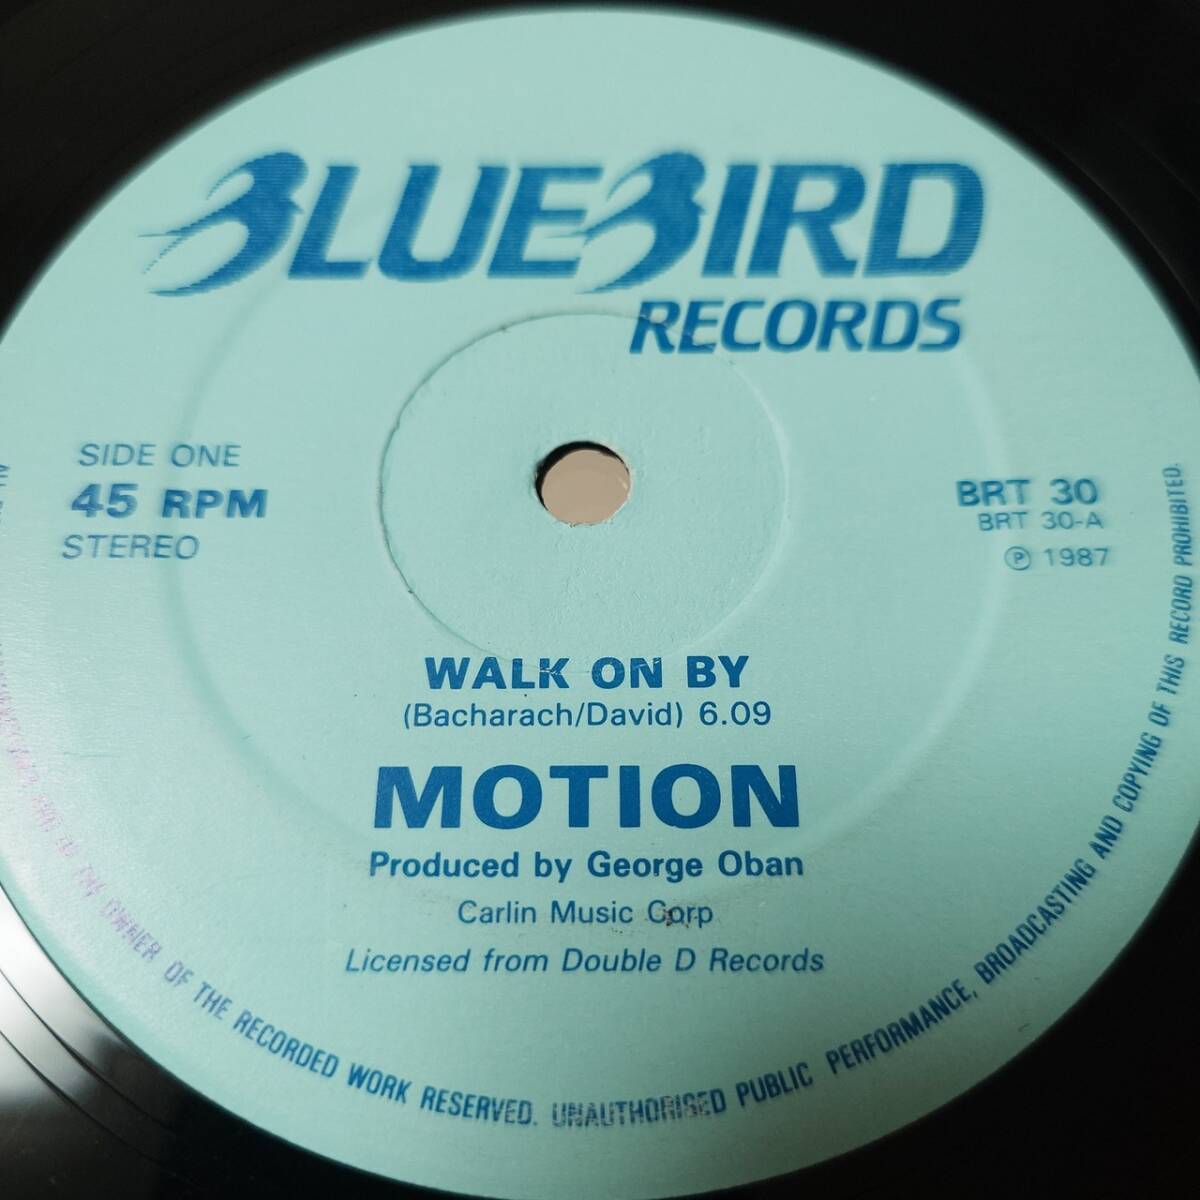 BLUEBIRD
RECORDS
SIDE ONE
45 RPM
STEREO
BRT 30
BRT 30-A
℗ 1987
WALK ON BY
(Bacharach/David) 6.09
MOTION
Produced by George Oban
Carlin Music Corp
Licensed from Double D Records
OF THE OWNER OF THE RECORDED WORK RESERVED. UNAUTHORISED PUBLIC PERFORMANCE, BROADCASTING AND COPYING OF THIS RECORD PROHIBITED.